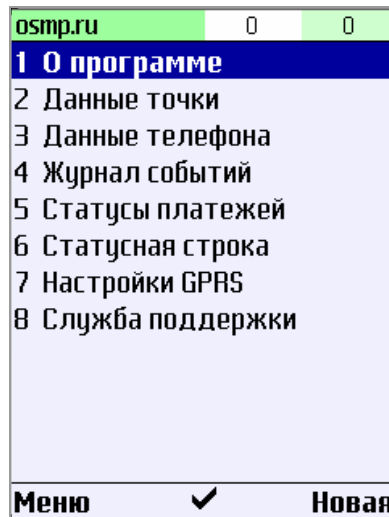 osmp.ru 0 0
1 О программе
2 Данные точки
3 Данные телефона
4 Журнал событий
5 Статусы платежей
6 Статусная строка
7 Настройки GPRS
8 Служба поддержки
Меню Новая